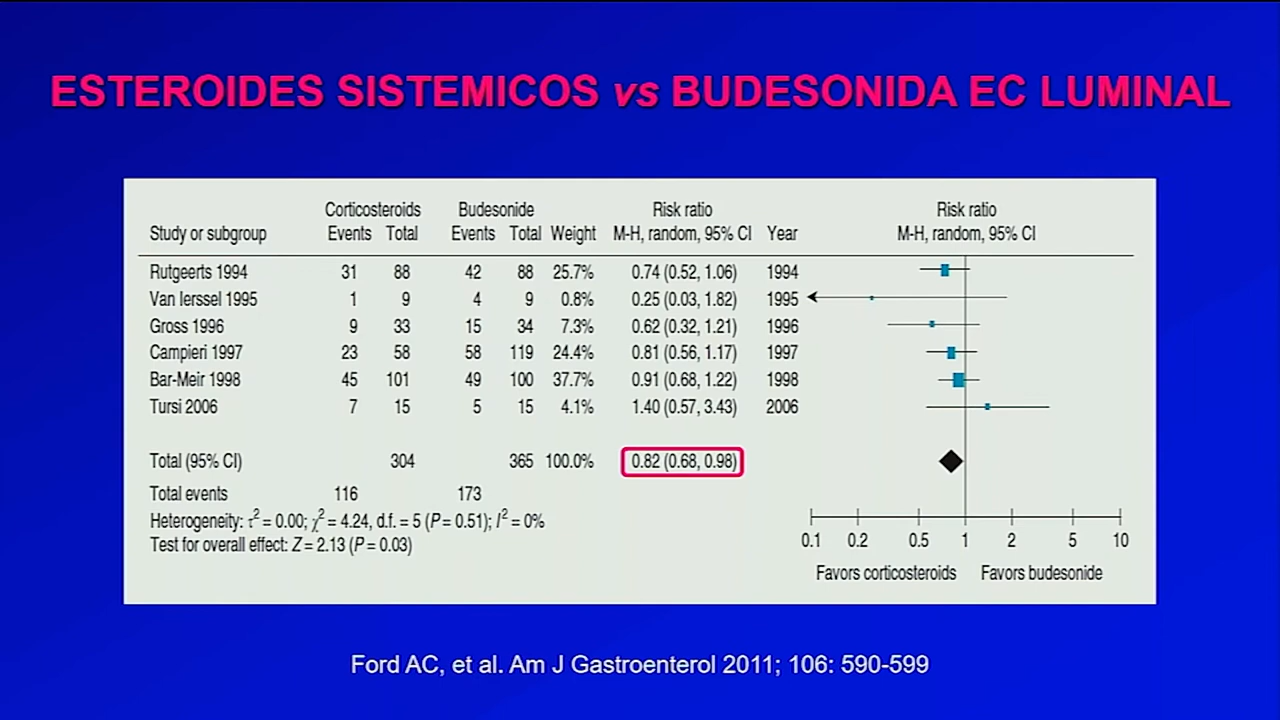 ESTEROIDES SISTEMICOS vs BUDESONIDA EC LUMINAL
Corticosteroids Budesonide Risk ratio Risk ratio
Study or subgroup Events Total Events Total Weight M-H, random, 95% CI Year M-H, random, 95% CI
Rutgeerts 1994 31 88 42 88 25.7% 0.74 (0.52, 1.06) 1994
Van Ierssel 1995 1 9 4 9 0.8% 0.25 (0.03, 1.82) 1995
Gross 1996 9 33 15 34 7.3% 0.62 (0.32, 1.21) 1996
Campieri 1997 23 58 58 119 24.4% 0.81 (0.56, 1.17) 1997
Bar-Meir 1998 45 101 49 100 37.7% 0.91 (0.68, 1.22) 1998
Tursi 2006 7 15 5 15 4.1% 1.40 (0.57, 3.43) 2006
Total (95% CI) 304 365 100.0% 0.82 (0.68, 0.98)
Total events 116 173
Heterogeneity: τ² = 0.00; χ² = 4.24, d.f. = 5 (P = 0.51); I² = 0%
Test for overall effect: Z = 2.13 (P = 0.03)
0.1 0.2 0.5 1 2 5 10
Favors corticosteroids Favors budesonide
Ford AC, et al. Am J Gastroenterol 2011; 106: 590-599